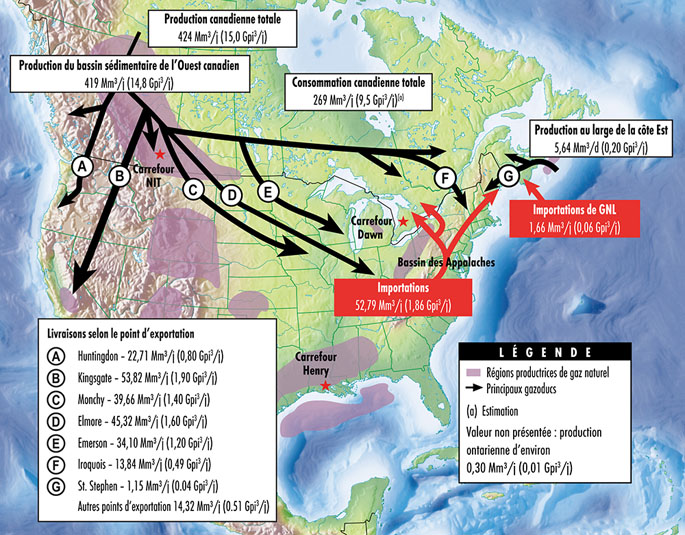 Production canadienne totale
424 Mm³/j (15,0 Gpi³/j)
Production du bassin sédimentaire de l'Ouest canadien
419 Mm³/j (14,8 Gpi³/j)
Consommation canadienne totale
269 Mm³/j (9,5 Gpi³/j)⁽ᵃ⁾
Production au large de la côte Est
5,64 Mm³/d (0,20 Gpi³/j)
A
B
Carrefour
NIT
C
D
E
F
G
Importations de GNL
1,66 Mm³/j (0,06 Gpi³/j)
Carrefour
Dawn
Bassin des Appalaches
Importations
52,79 Mm³/j (1,86 Gpi³/j)
Carrefour
Henry
Livraisons selon le point d'exportation
A Huntingdon – 22,71 Mm³/j (0,80 Gpi³/j)
B Kingsgate – 53,82 Mm³/j (1,90 Gpi³/j)
C Monchy – 39,66 Mm³/j (1,40 Gpi³/j)
D Elmore – 45,32 Mm³/j (1,60 Gpi³/j)
E Emerson – 34,10 Mm³/j (1,20 Gpi³/j)
F Iroquois – 13,84 Mm³/j (0,49 Gpi³/j)
G St. Stephen – 1,15 Mm³/j (0.04 Gpi³/j)
Autres points d'exportation 14,32 Mm³/j (0.51 Gpi³/j)
LÉGENDE
Régions productrices de gaz naturel
Principaux gazoducs
(a) Estimation
Valeur non présentée : production
ontarienne d'environ
0,30 Mm³/j (0,01 Gpi³/j)